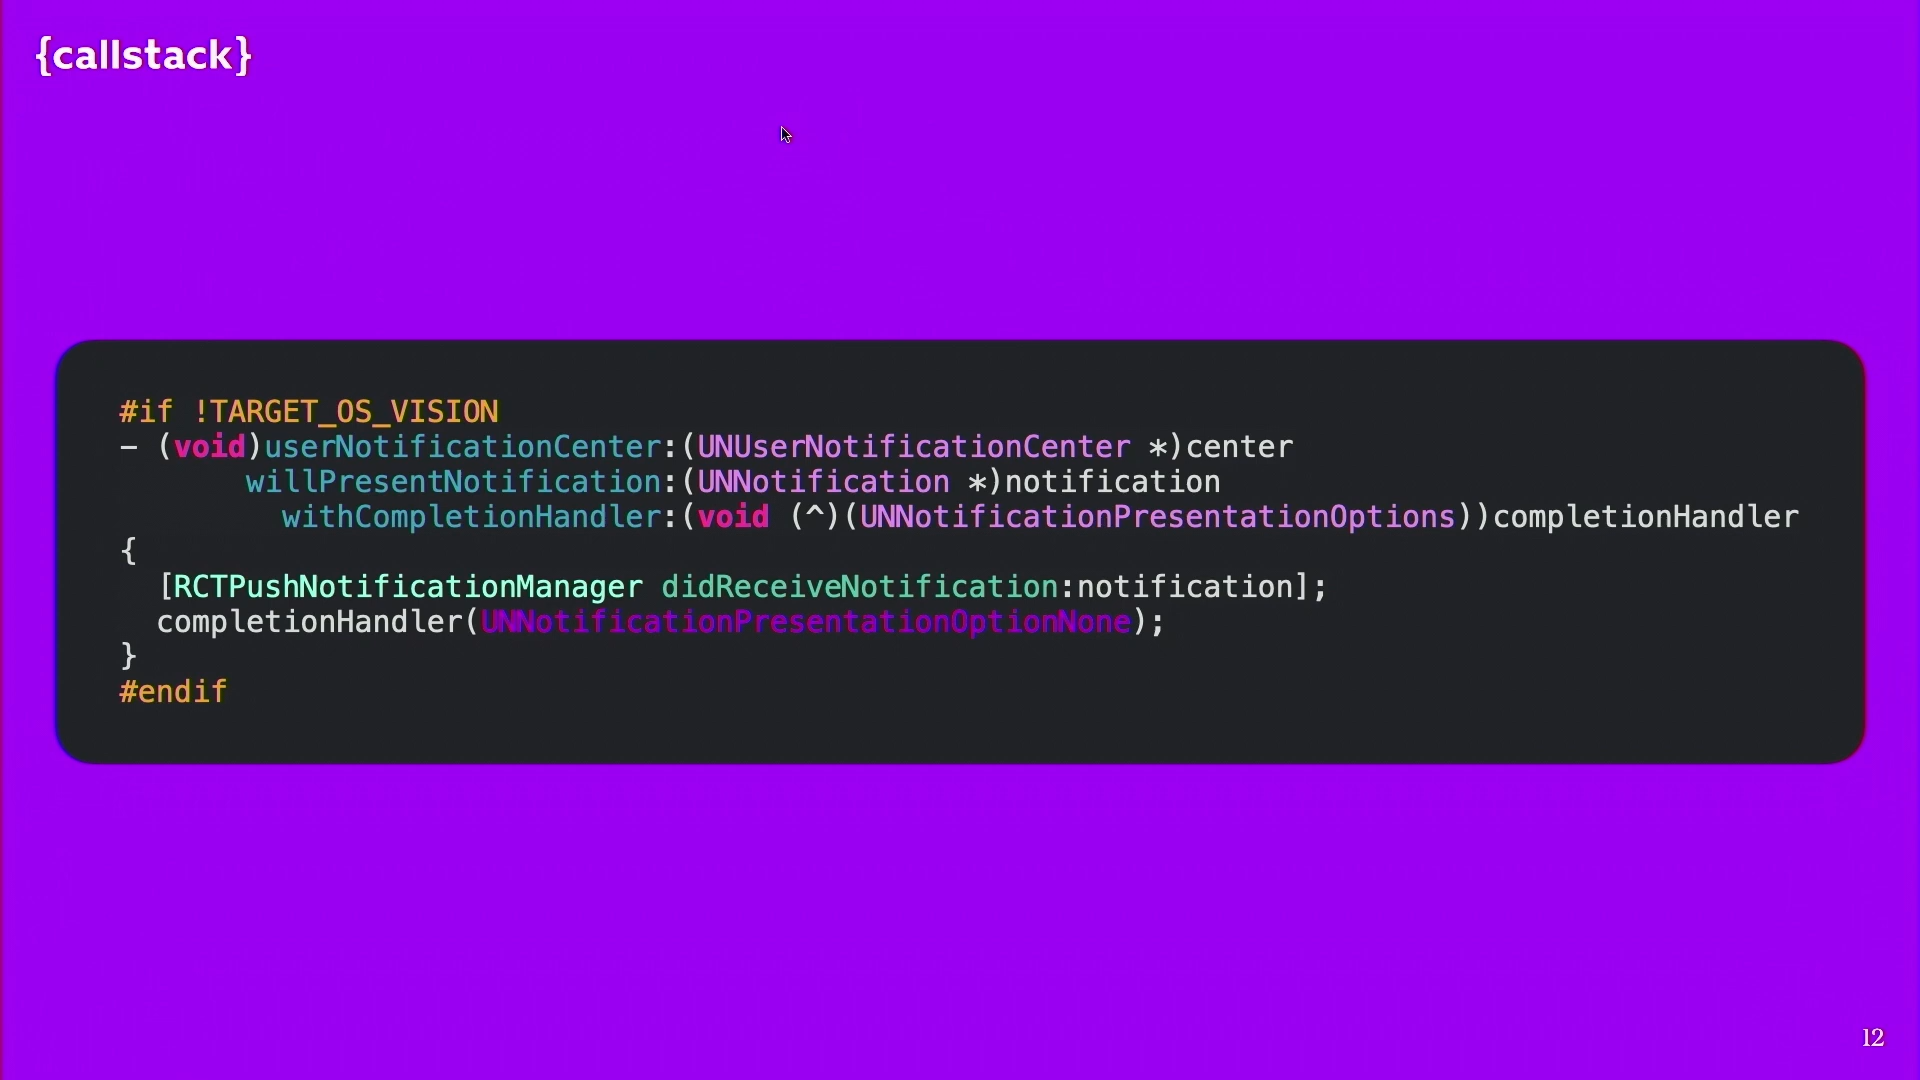 {callstack}
#if !TARGET_OS_VISION
- (void)userNotificationCenter:(UNUserNotificationCenter *)center
willPresentNotification:(UNNotification *)notification
withCompletionHandler:(void (^)(UNNotificationPresentationOptions))completionHandler
{
[RCTPushNotificationManager didReceiveNotification:notification];
completionHandler(UNNotificationPresentationOptionNone);
}
#endif
12